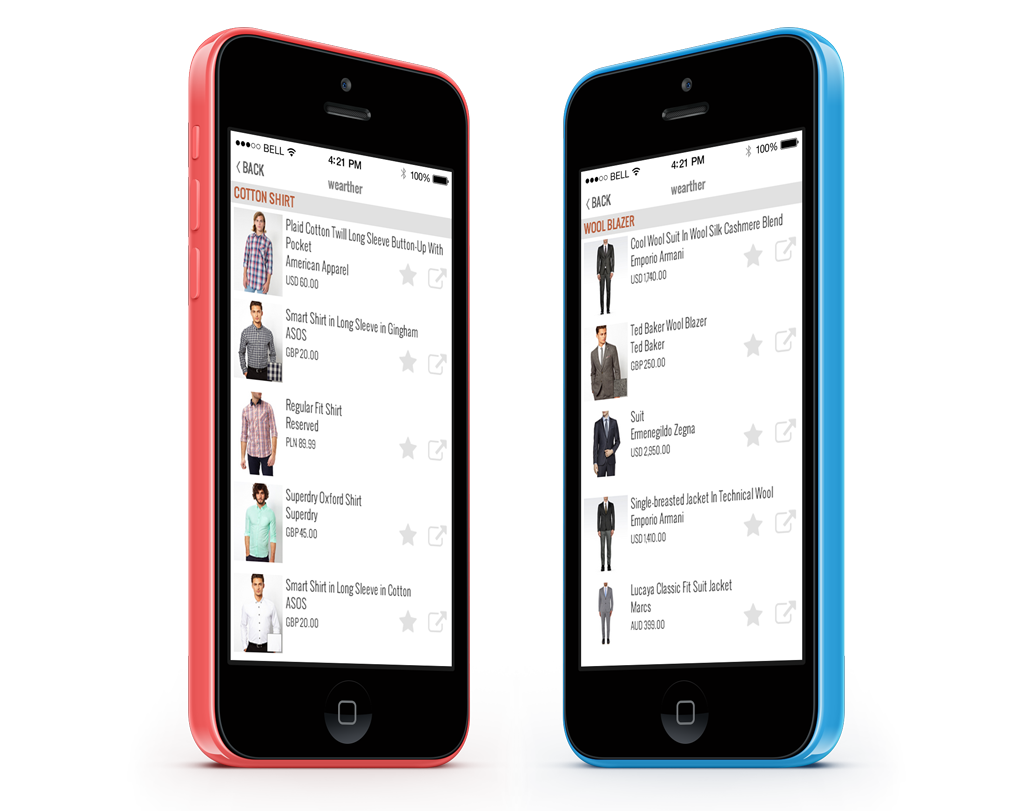 BELL
4:21 PM
100%
BACK
wearther
COTTON SHIRT
Plaid Cotton Twill Long Sleeve Button-Up With
Pocket
American Apparel
USD 60.00
Smart Shirt in Long Sleeve in Gingham
ASOS
GBP 20.00
Regular Fit Shirt
Reserved
PLN 89.99
Superdry Oxford Shirt
Superdry
GBP 45.00
Smart Shirt in Long Sleeve in Cotton
ASOS
GBP 20.00
BELL
4:21 PM
100%
BACK
wearther
WOOL BLAZER
Cool Wool Suit In Wool Silk Cashmere Blend
Emporio Armani
USD 1,740.00
Ted Baker Wool Blazer
Ted Baker
GBP 250.00
Suit
Ermenegildo Zegna
USD 2,950.00
Single-breasted Jacket In Technical Wool
Emporio Armani
USD 1,410.00
Lucaya Classic Fit Suit Jacket
Marcs
AUD 399.00